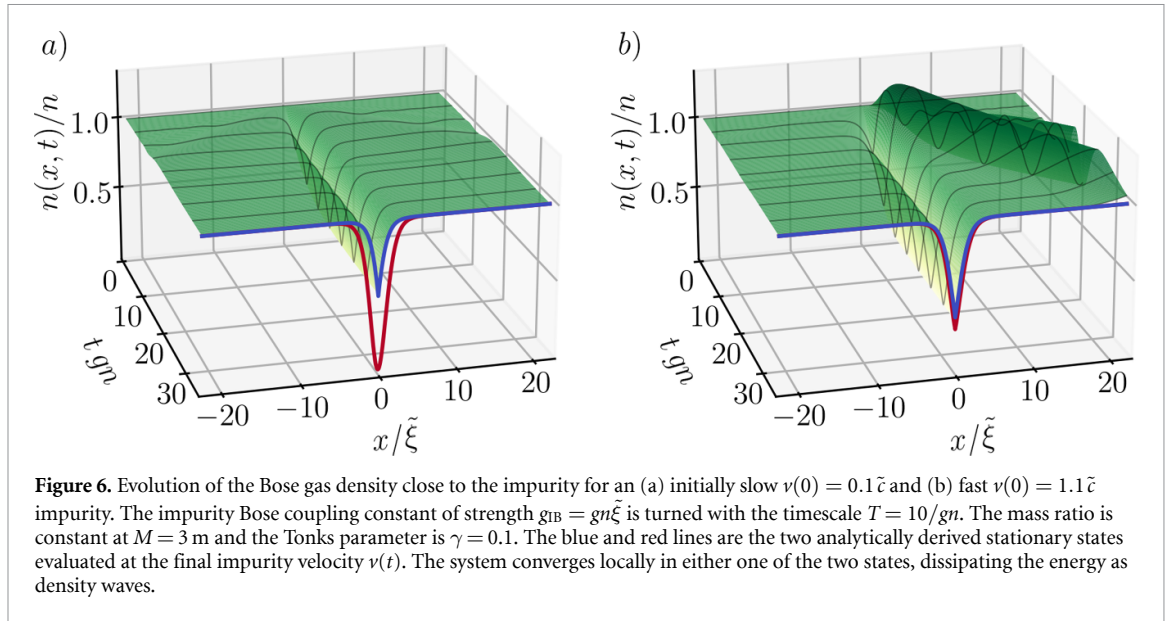 a)
b)
n(x, t)/n
1.0
0.5
0
10
20
30
t gn
−20
−10
0
10
20
x/ξ̃
n(x, t)/n
1.0
0.5
0
10
20
30
t gn
−20
−10
0
10
20
x/ξ̃
Figure 6. Evolution of the Bose gas density close to the impurity for an (a) initially slow ν(0) = 0.1c̃ and (b) fast ν(0) = 1.1c̃
impurity. The impurity Bose coupling constant of strength gIB = gnξ̃ is turned with the timescale T = 10/gn. The mass ratio is
constant at M = 3 m and the Tonks parameter is γ = 0.1. The blue and red lines are the two analytically derived stationary states
evaluated at the final impurity velocity ν(t). The system converges locally in either one of the two states, dissipating the energy as
density waves.